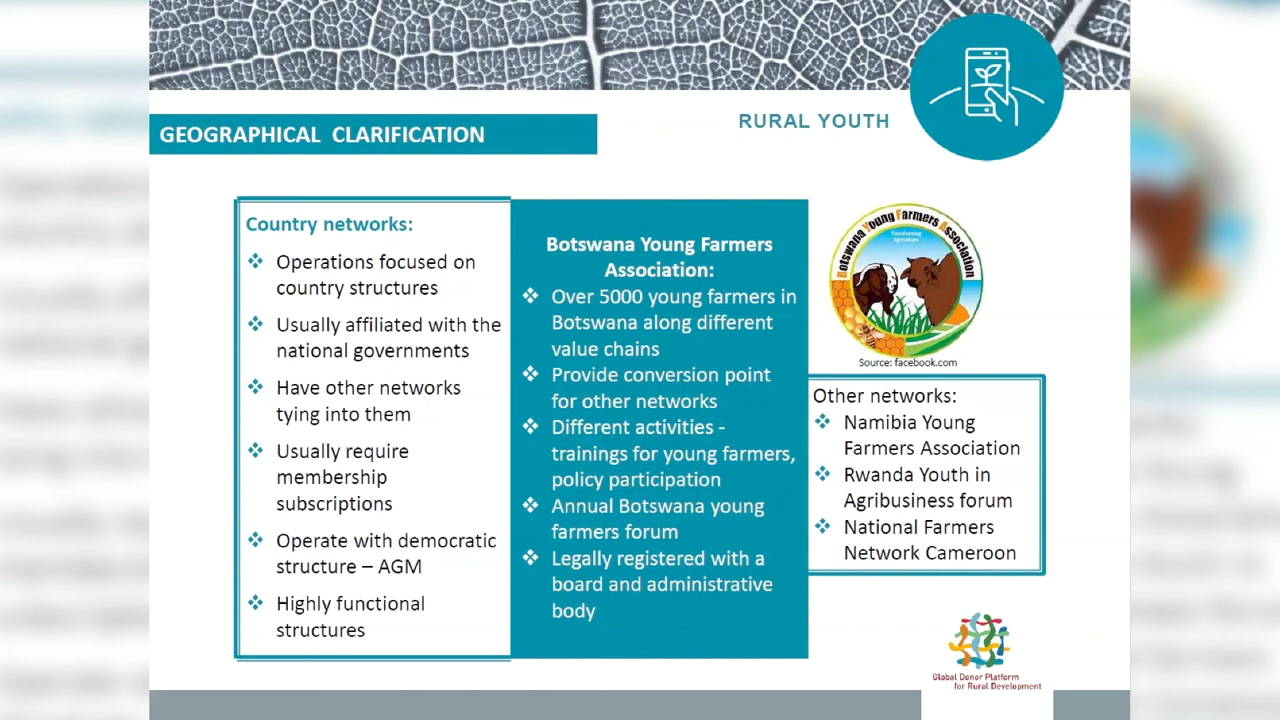 RURAL YOUTH
GEOGRAPHICAL CLARIFICATION
Country networks:
❖ Operations focused on
country structures
❖ Usually affiliated with the
national governments
❖ Have other networks
tying into them
❖ Usually require
membership
subscriptions
❖ Operate with democratic
structure – AGM
❖ Highly functional
structures
Botswana Young Farmers
Association:
❖ Over 5000 young farmers in
Botswana along different
value chains
❖ Provide conversion point
for other networks
❖ Different activities -
trainings for young farmers,
policy participation
❖ Annual Botswana young
farmers forum
❖ Legally registered with a
board and administrative
body
Botswana Young Farmers Association
Transforming
Agriculture
Source: facebook.com
Other networks:
❖ Namibia Young
Farmers Association
❖ Rwanda Youth in
Agribusiness forum
❖ National Farmers
Network Cameroon
Global Donor Platform
for Rural Development